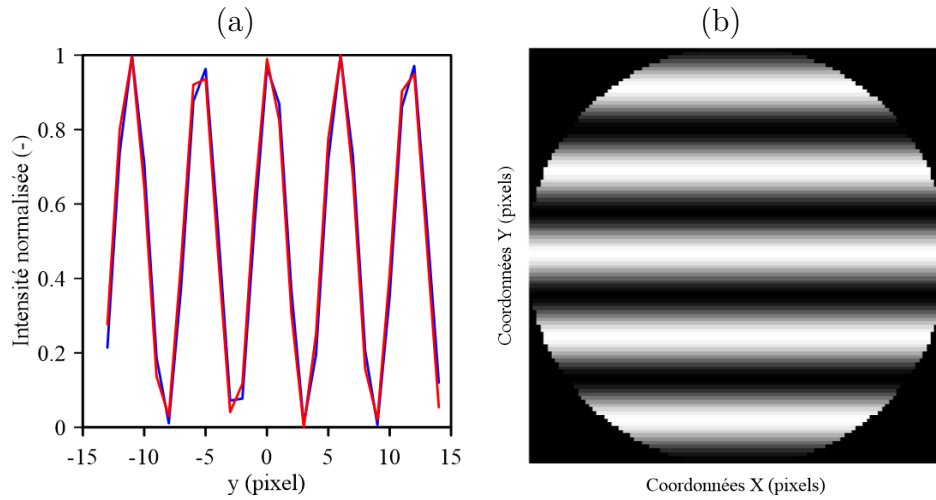 (a)
(b)
Intensité normalisée (-)
1
0.8
0.6
0.4
0.2
0
-15
-10
-5
0
5
10
15
y (pixel)
Coordonnées Y (pixels)
Coordonnées X (pixels)